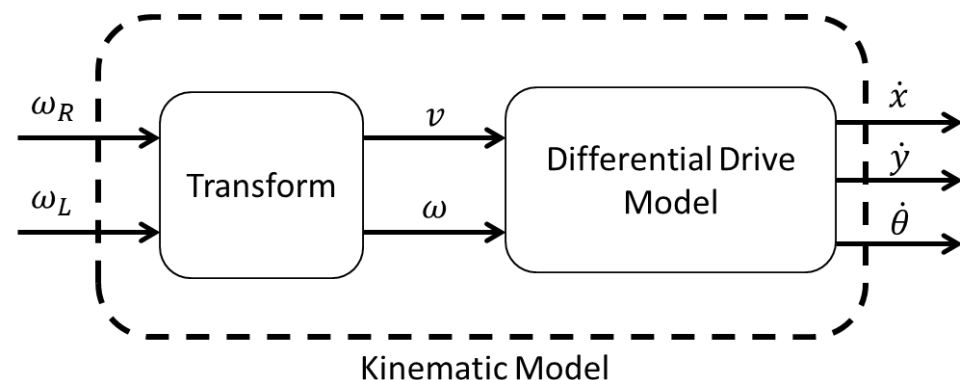 ω_R
ω_L
Transform
v
ω
Differential Drive
Model
ẋ
ẏ
θ̇
Kinematic Model